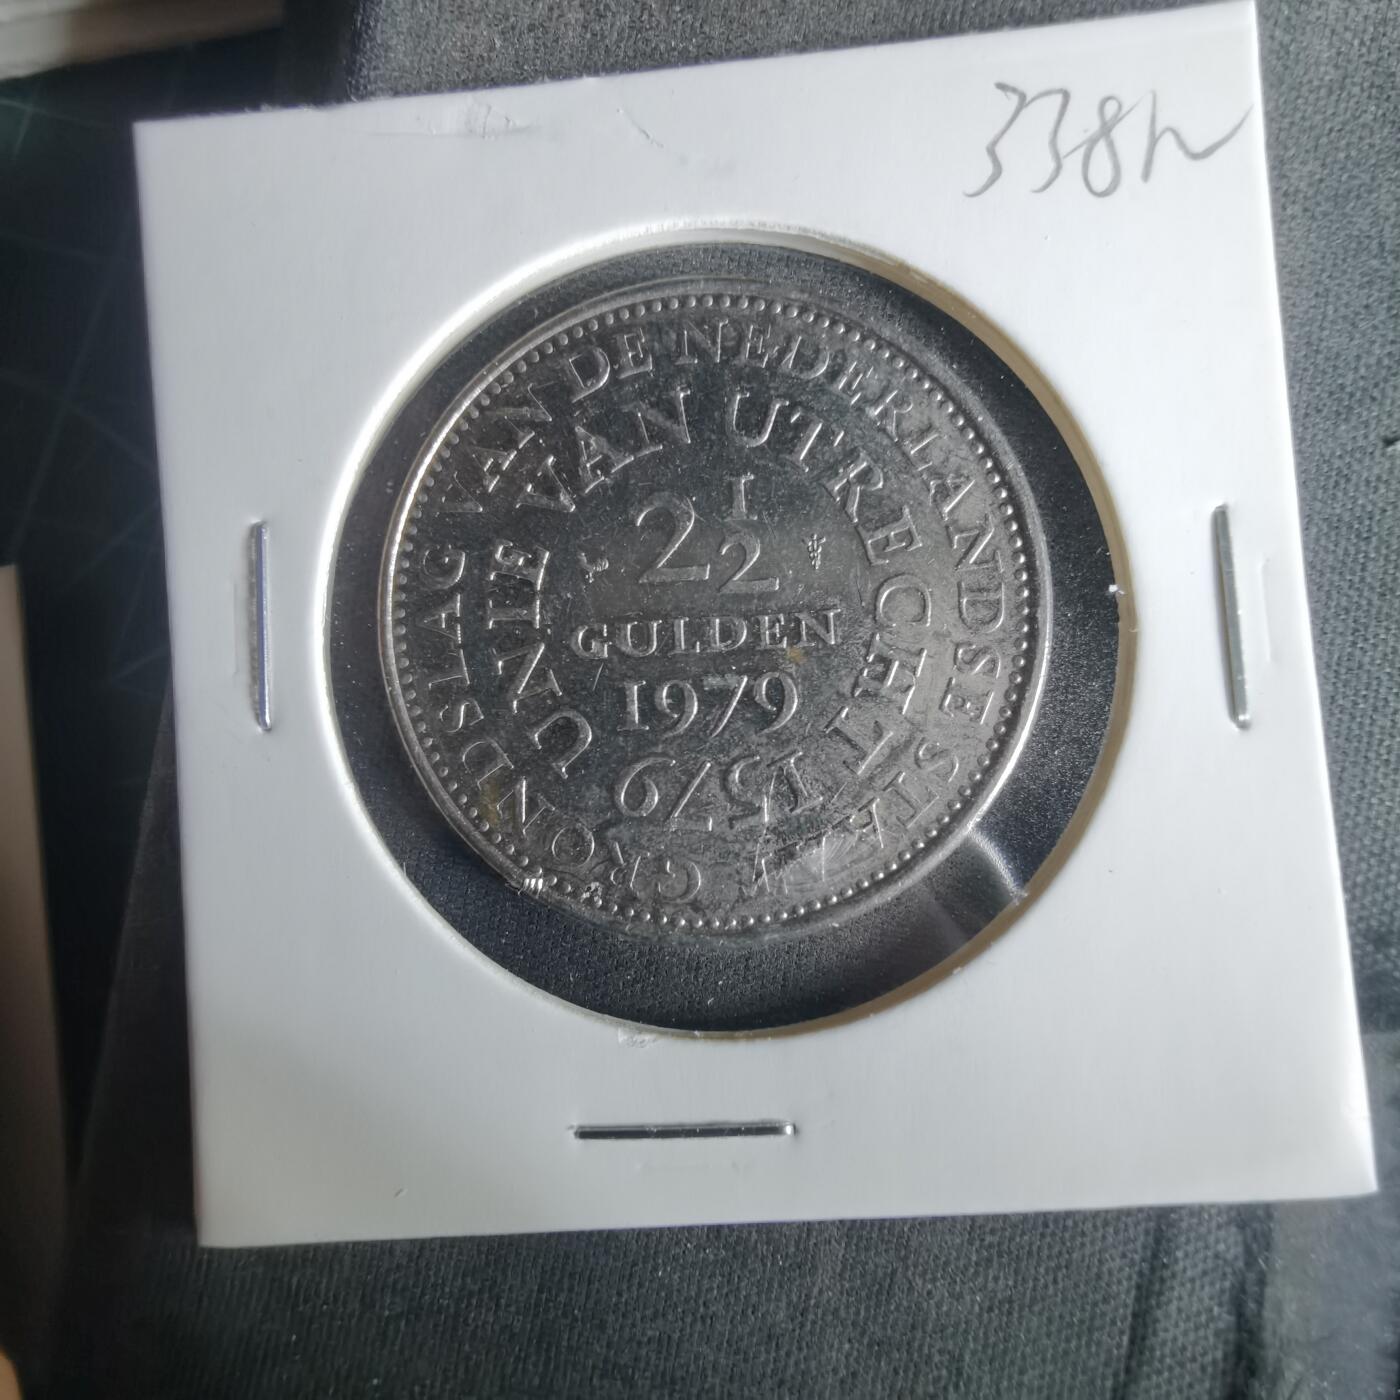 338h
GRONDSLAG VAN DE NEDERLANDSE STAAT
UNIE VAN UTRECHT
2 1/2
GULDEN
1979
1579